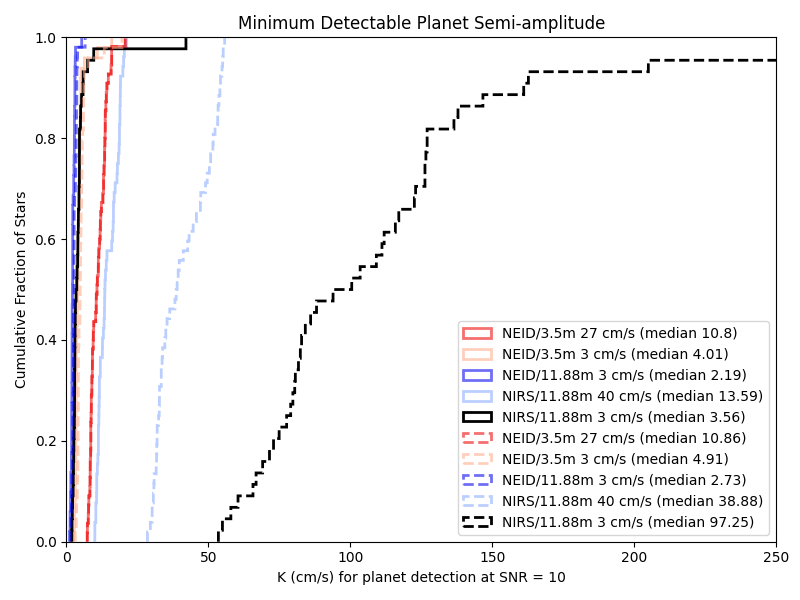 Minimum Detectable Planet Semi-amplitude
1.0
0.8
0.6
0.4
0.2
0.0
Cumulative Fraction of Stars
NEID/3.5m 27 cm/s (median 10.8)
NEID/3.5m 3 cm/s (median 4.01)
NEID/11.88m 3 cm/s (median 2.19)
NIRS/11.88m 40 cm/s (median 13.59)
NIRS/11.88m 3 cm/s (median 3.56)
NEID/3.5m 27 cm/s (median 10.86)
NEID/3.5m 3 cm/s (median 4.91)
NEID/11.88m 3 cm/s (median 2.73)
NIRS/11.88m 40 cm/s (median 38.88)
NIRS/11.88m 3 cm/s (median 97.25)
0 50 100 150 200 250
K (cm/s) for planet detection at SNR = 10